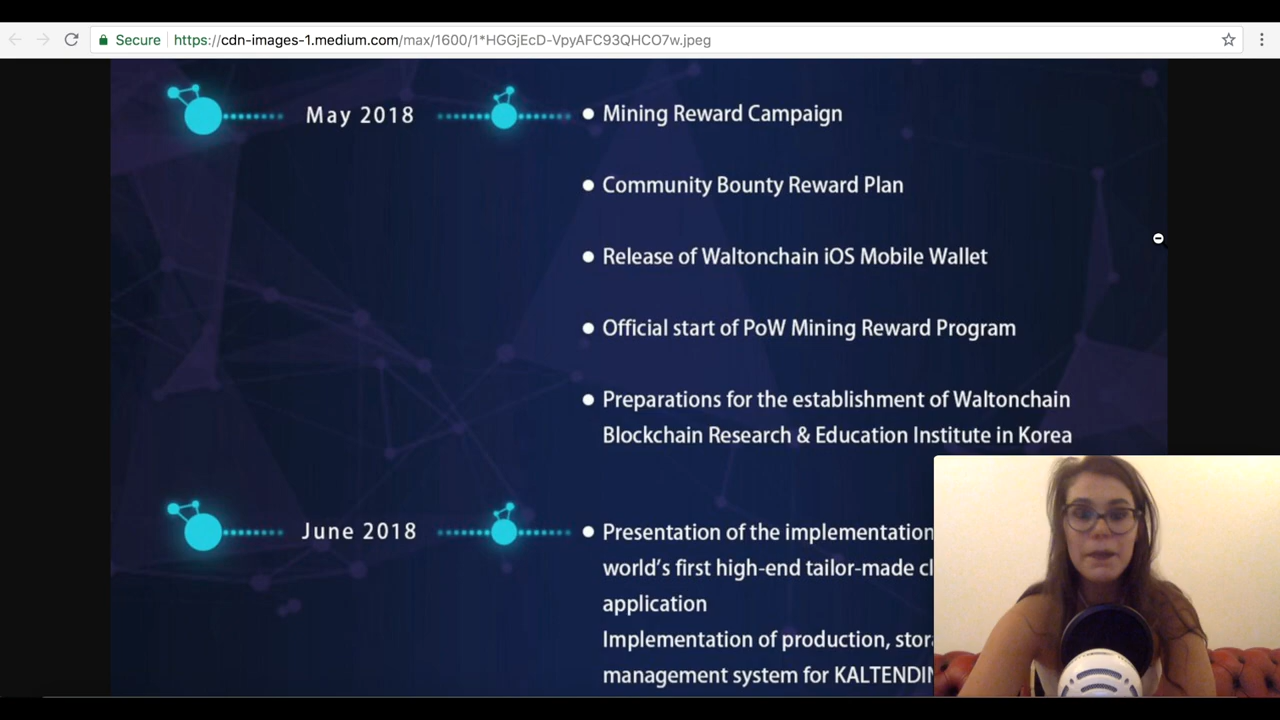 Secure https://cdn-images-1.medium.com/max/1600/1*HGGjEcD-VpyAFC93QHCO7w.jpeg
May 2018
Mining Reward Campaign
Community Bounty Reward Plan
Release of Waltonchain iOS Mobile Wallet
Official start of PoW Mining Reward Program
Preparations for the establishment of Waltonchain
Blockchain Research & Education Institute in Korea
June 2018
Presentation of the implementation
world's first high-end tailor-made
application
Implementation of production,
management system for